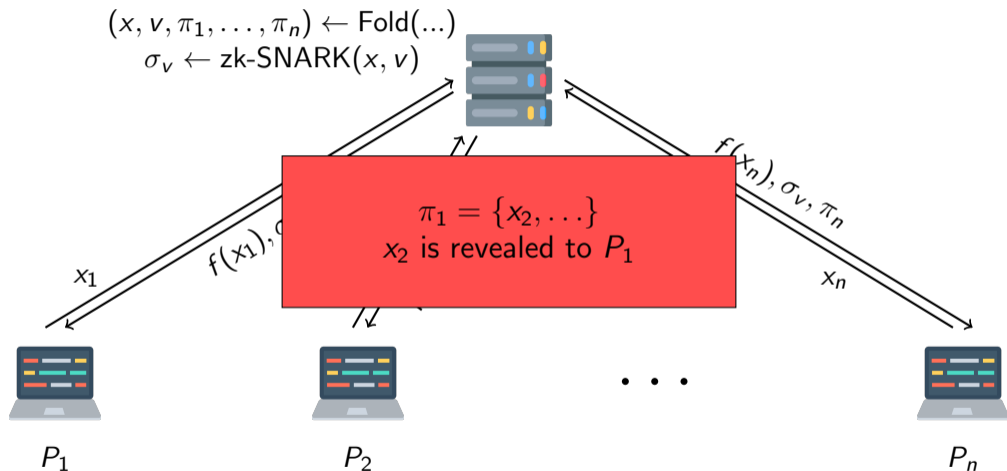 (x, v, π₁, . . . , πₙ) ← Fold(...)
σᵥ ← zk-SNARK(x, v)
f(xₙ), σᵥ, πₙ
π₁ = {x₂, . . .}
x₂ is revealed to P₁
f(x₁),
x₁
xₙ
P₁
P₂
Pₙ